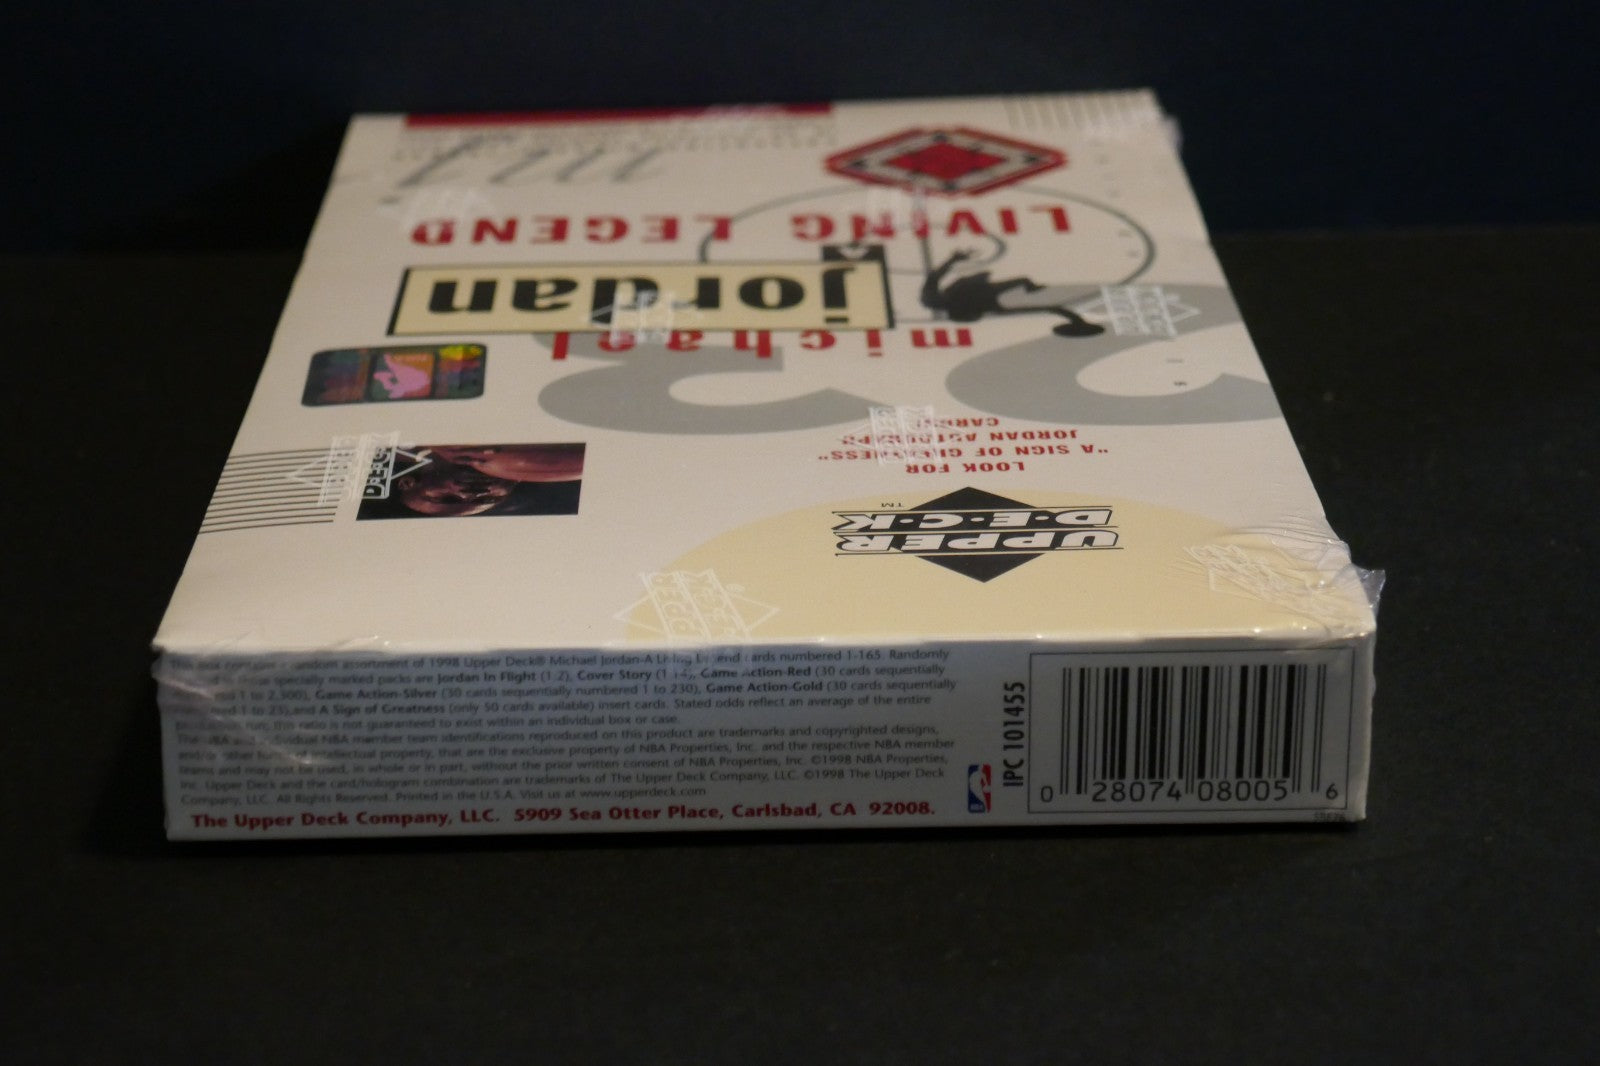 LIVING LEGEND
jordan
michael
LOOK FOR
"A SIGN OF GREATNESS"
JORDAN AUTOGRAPH
CARDS!
UPPER
D·E·C·K
TM
This box contains a random assortment of 1998 Upper Deck® Michael Jordan-A Living Legend cards numbered 1-165. Randomly
in those specially marked packs are Jordan In Flight (1:2), Cover Story (1:14), Game Action-Red (30 cards sequentially
1 to 2,300), Game Action-Silver (30 cards sequentially numbered 1 to 230), Game Action-Gold (30 cards sequentially
1 to 23),and A Sign of Greatness (only 50 cards available) insert cards. Stated odds reflect an average of the entire
production run; this ratio is not guaranteed to exist within an individual box or case.
The NBA and individual NBA member team identifications reproduced on this product are trademarks and copyrighted designs,
and/or other forms of intellectual property, that are the exclusive property of NBA Properties, Inc. and the respective NBA member
teams and may not be used, in whole or in part, without the prior written consent of NBA Properties, Inc. ©1998 NBA Properties,
Inc. Upper Deck and the card/hologram combination are trademarks of The Upper Deck Company, LLC. ©1998 The Upper Deck
Company, LLC. All Rights Reserved. Printed in the U.S.A. Visit us at www.upperdeck.com
The Upper Deck Company, LLC. 5909 Sea Otter Place, Carlsbad, CA 92008.
NBA
IPC 101455
0 28074 08005 6